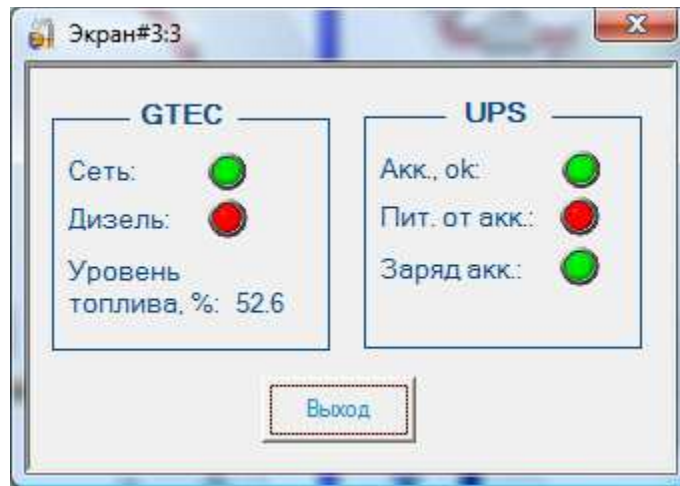 Экран#3:3
GTEC
Сеть:
Дизель:
Уровень
топлива, %: 52.6
UPS
Акк., ok:
Пит. от акк.:
Заряд акк.:
Выход